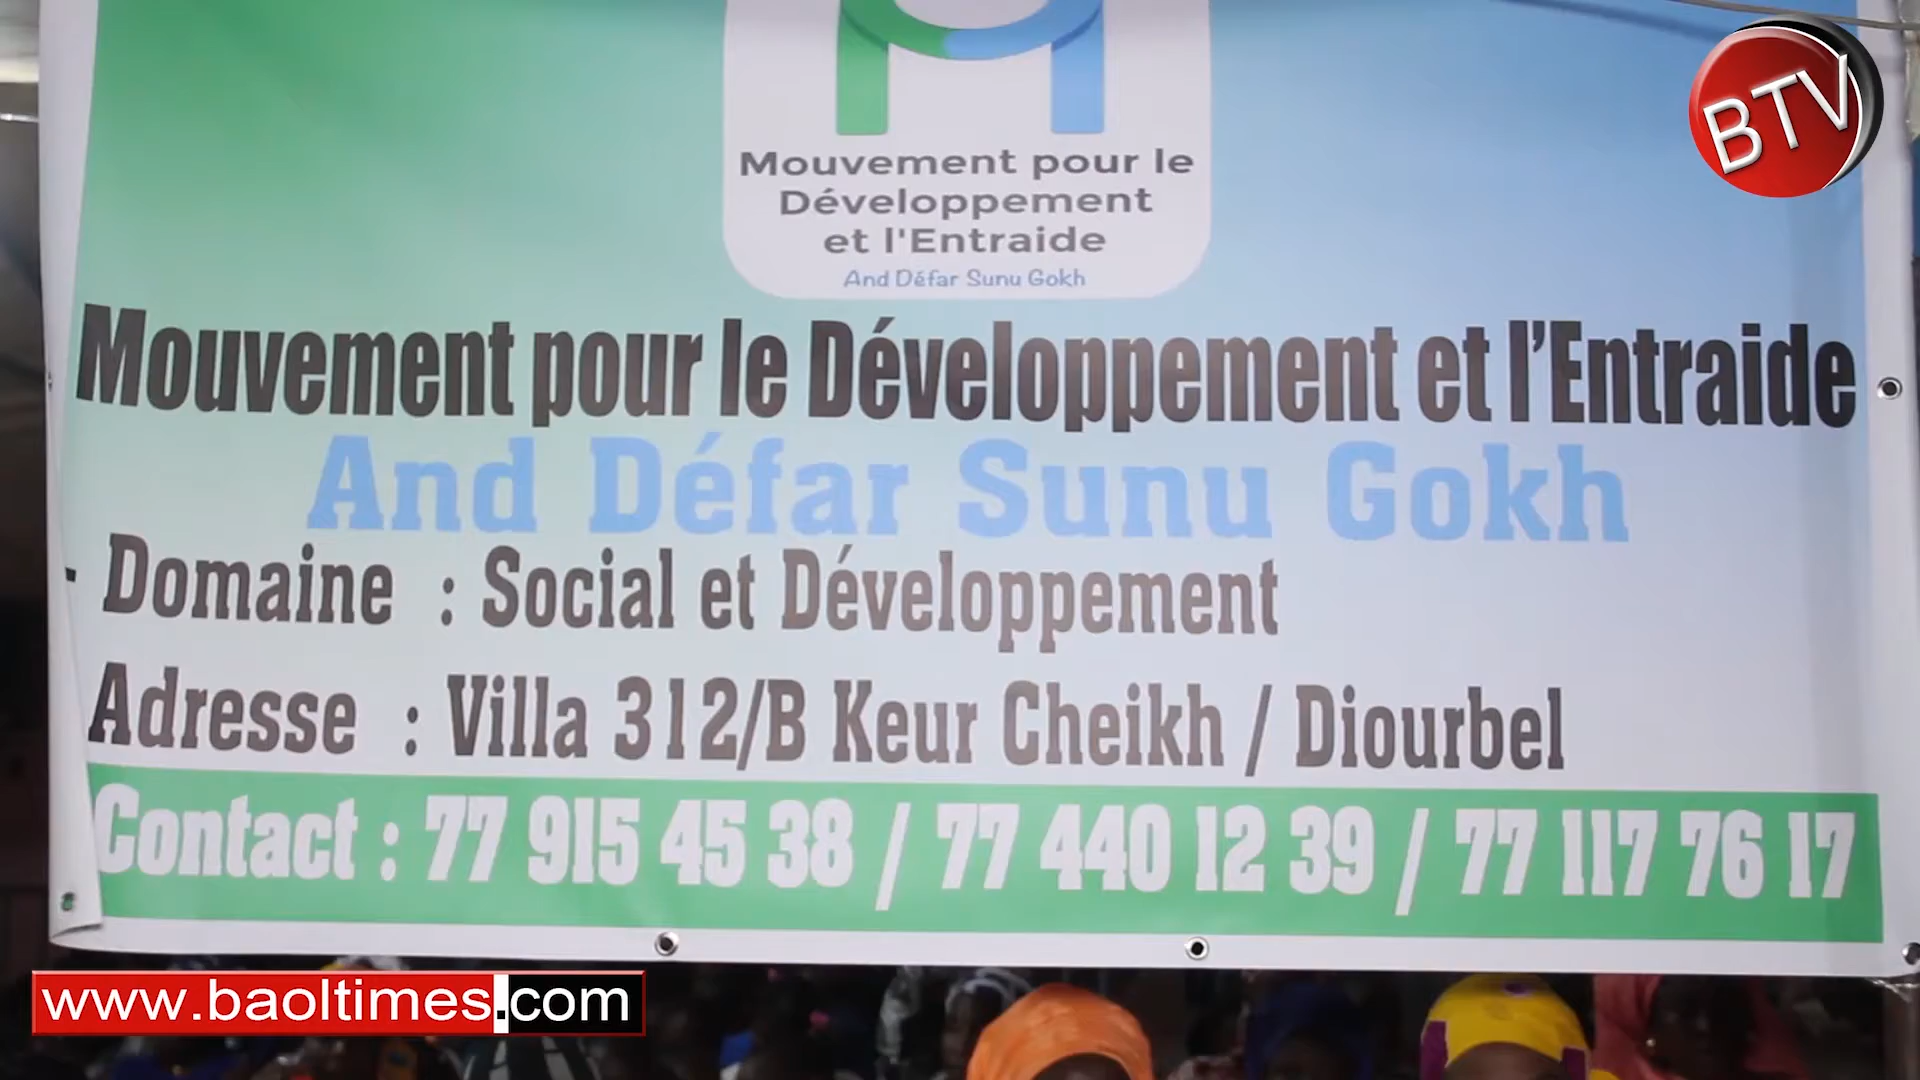 BTV
Mouvement pour le
Développement
et l'Entraide
And Défar Sunu Gokh
Mouvement pour le Développement et l'Entraide
And Défar Sunu Gokh
- Domaine : Social et Développement
Adresse : Villa 312/B Keur Cheikh / Diourbel
Contact : 77 915 45 38 / 77 440 12 39 / 77 117 76 17
www.baoltimes.com